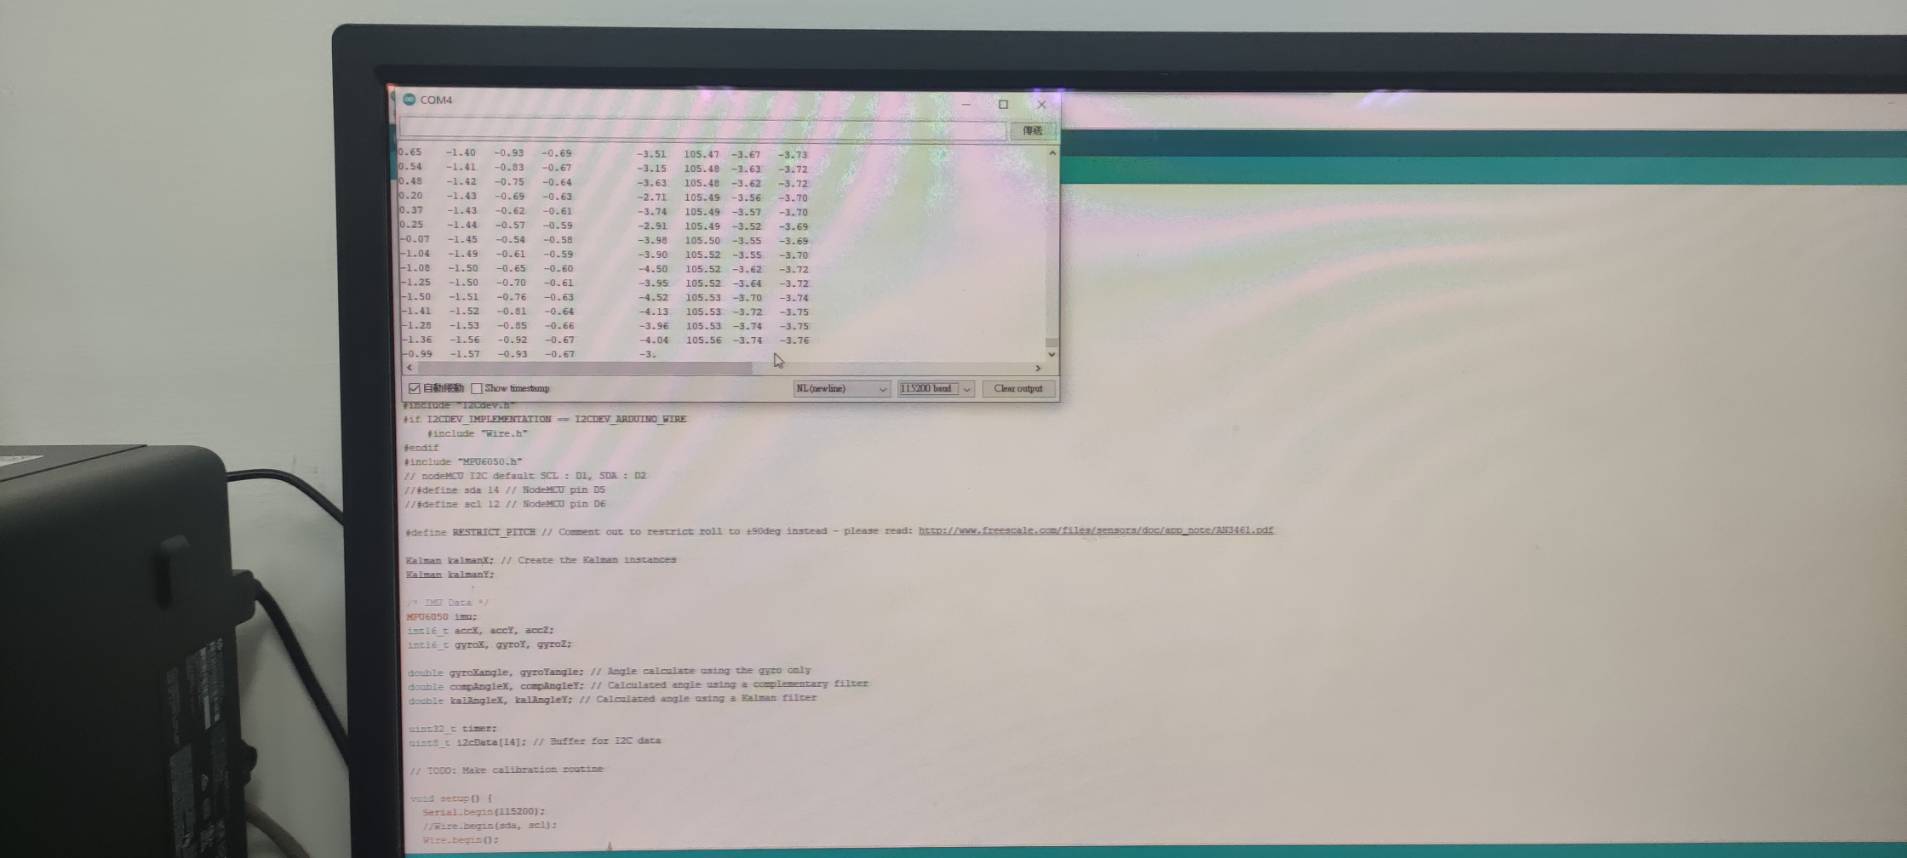 COM4
傳送
0.65 -1.40 -0.93 -0.69 -3.51 105.47 -3.67 -3.73
0.54 -1.41 -0.83 -0.67 -3.15 105.48 -3.63 -3.72
0.48 -1.42 -0.75 -0.64 -3.63 105.48 -3.62 -3.72
0.20 -1.43 -0.69 -0.63 -2.71 105.49 -3.56 -3.70
0.37 -1.43 -0.62 -0.61 -3.74 105.49 -3.57 -3.70
0.25 -1.44 -0.57 -0.59 -2.91 105.49 -3.52 -3.69
-0.07 -1.45 -0.54 -0.58 -3.98 105.50 -3.55 -3.69
-1.04 -1.49 -0.61 -0.59 -3.90 105.52 -3.55 -3.70
-1.08 -1.50 -0.65 -0.60 -4.50 105.52 -3.62 -3.72
-1.25 -1.50 -0.70 -0.61 -3.95 105.52 -3.64 -3.72
-1.50 -1.51 -0.76 -0.63 -4.52 105.53 -3.70 -3.74
-1.41 -1.52 -0.81 -0.64 -4.13 105.53 -3.72 -3.75
-1.28 -1.53 -0.85 -0.66 -3.96 105.53 -3.74 -3.75
-1.36 -1.56 -0.92 -0.67 -4.04 105.56 -3.74 -3.76
-0.99 -1.57 -0.93 -0.67 -3.
自動捲動 Show timestamp NL(newline) 115200 baud Clear output
#include "I2Cdev.h"
#if I2CDEV_IMPLEMENTATION == I2CDEV_ARDUINO_WIRE
#include "Wire.h"
#endif
#include "MPU6050.h"
// nodeMCU I2C default SCL : D1, SDA : D2
//#define sda 14 // NodeMCU pin D5
//#define scl 12 // NodeMCU pin D6
#define RESTRICT_PITCH // Comment out to restrict roll to ±90deg instead - please read: http://www.freescale.com/files/sensors/doc/app_note/AN3461.pdf
Kalman kalmanX; // Create the Kalman instances
Kalman kalmanY;
/* IMU Data */
MPU6050 imu;
int16_t accX, accY, accZ;
int16_t gyroX, gyroY, gyroZ;
double gyroXangle, gyroYangle; // Angle calculate using the gyro only
double compAngleX, compAngleY; // Calculated angle using a complementary filter
double kalAngleX, kalAngleY; // Calculated angle using a Kalman filter
uint32_t timer;
uint8_t i2cData[14]; // Buffer for I2C data
// TODO: Make calibration routine
void setup() {
Serial.begin(115200);
//Wire.begin(sda, scl);
Wire.begin();